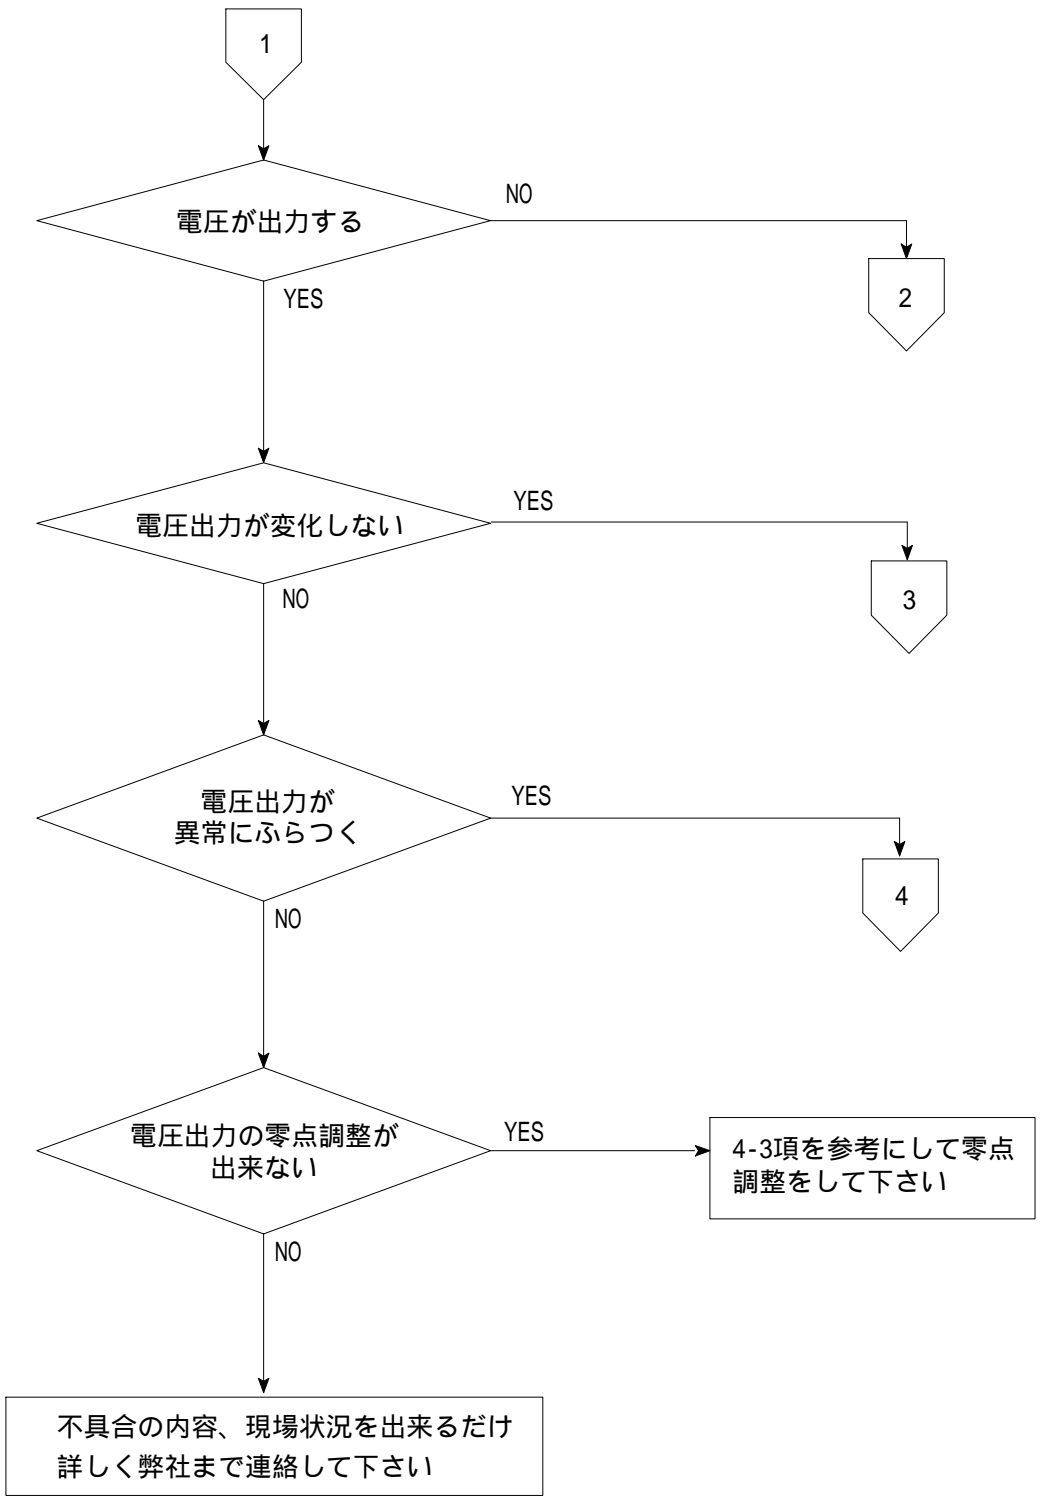 1
電圧が出力する
NO
YES
2
電圧出力が変化しない
YES
NO
3
電圧出力が
異常にふらつく
YES
NO
4
電圧出力の零点調整が
出来ない
YES
4-3項を参考にして零点
調整をして下さい
NO
不具合の内容、現場状況を出来るだけ
詳しく弊社まで連絡して下さい